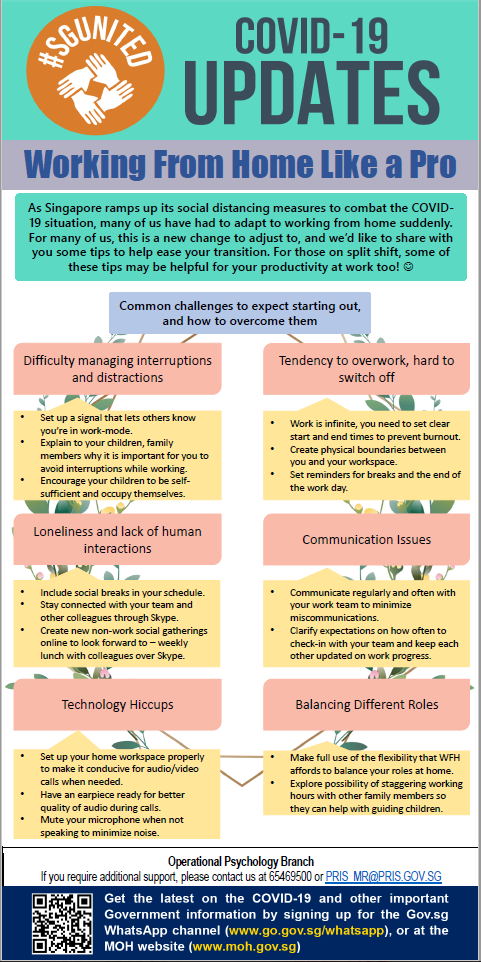 #SGUNITED
COVID-19
UPDATES
Working From Home Like a Pro
As Singapore ramps up its social distancing measures to combat the COVID-
19 situation, many of us have had to adapt to working from home suddenly.
For many of us, this is a new change to adjust to, and we'd like to share with
you some tips to help ease your transition. For those on split shift, some of
these tips may be helpful for your productivity at work too! ☺
Common challenges to expect starting out,
and how to overcome them
Difficulty managing interruptions
and distractions
• Set up a signal that lets others know
you're in work-mode.
• Explain to your children, family
members why it is important for you to
avoid interruptions while working.
• Encourage your children to be self-
sufficient and occupy themselves.
Tendency to overwork, hard to
switch off
• Work is infinite, you need to set clear
start and end times to prevent burnout.
• Create physical boundaries between
you and your workspace.
• Set reminders for breaks and the end of
the work day.
Loneliness and lack of human
interactions
• Include social breaks in your schedule.
• Stay connected with your team and
other colleagues through Skype.
• Create new non-work social gatherings
online to look forward to – weekly
lunch with colleagues over Skype.
Communication Issues
• Communicate regularly and often with
your work team to minimize
miscommunications.
• Clarify expectations on how often to
check-in with your team and keep each
other updated on work progress.
Technology Hiccups
• Set up your home workspace properly
to make it conducive for audio/video
calls when needed.
• Have an earpiece ready for better
quality of audio during calls.
• Mute your microphone when not
speaking to minimize noise.
Balancing Different Roles
• Make full use of the flexibility that WFH
affords to balance your roles at home.
• Explore possibility of staggering working
hours with other family members so
they can help with guiding children.
Operational Psychology Branch
If you require additional support, please contact us at 65469500 or PRIS_MR@PRIS.GOV.SG
Get the latest on the COVID-19 and other important
Government information by signing up for the Gov.sg
WhatsApp channel (www.go.gov.sg/whatsapp), or at the
MOH website (www.moh.gov.sg)